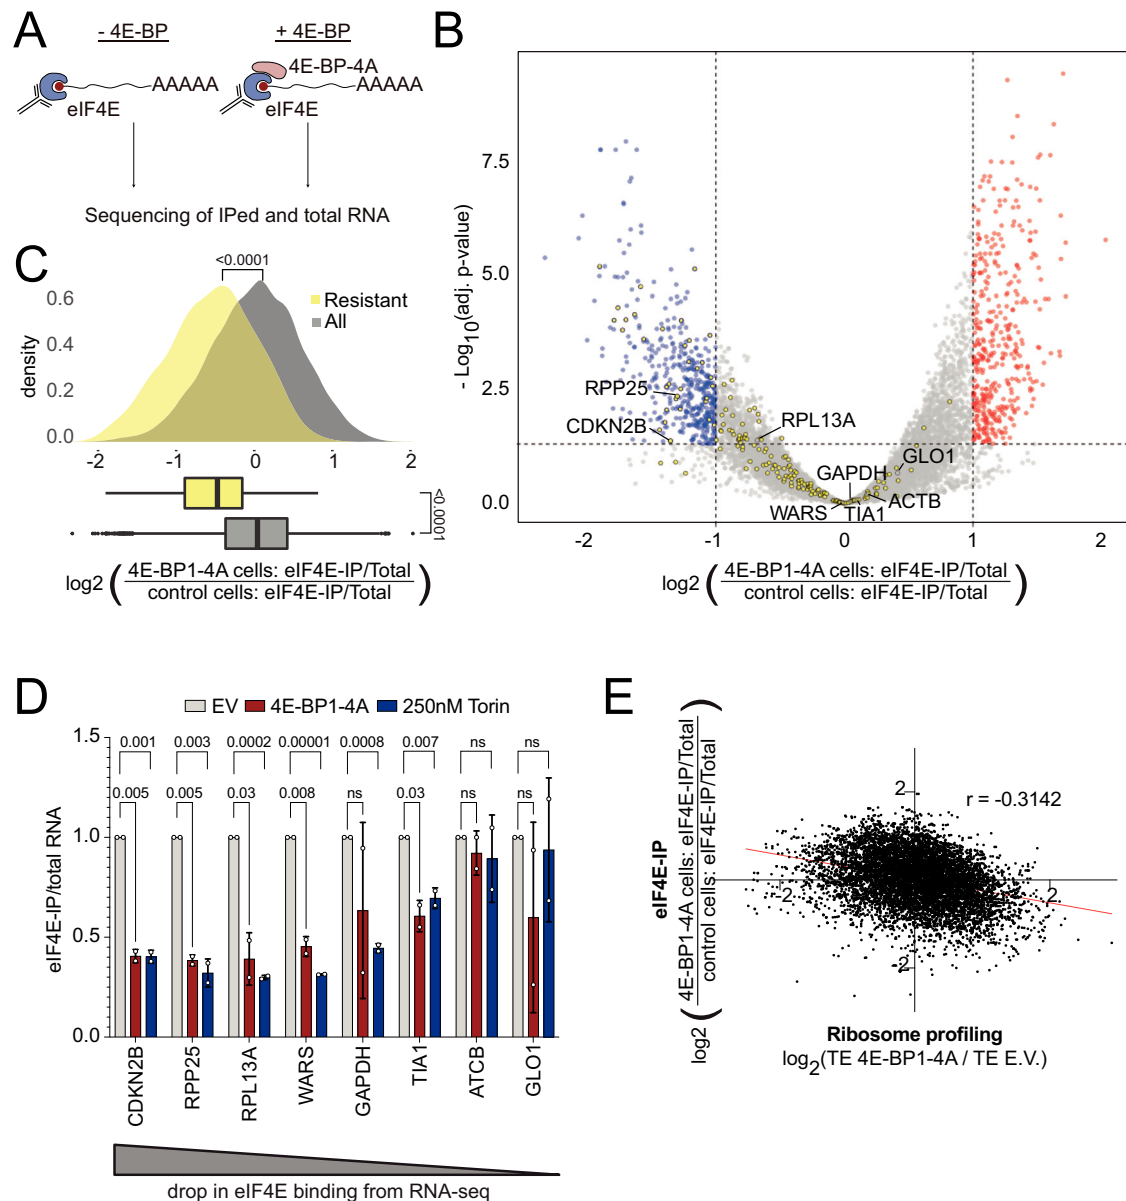 A
- 4E-BP
+ 4E-BP
4E-BP-4A
AAAAA
AAAAA
eIF4E
eIF4E
Sequencing of IPed and total RNA
B
- Log10(adj. p-value)
7.5
5.0
2.5
0.0
RPP25
CDKN2B
RPL13A
GAPDH
GLO1
WARS
TIA1
ACTB
-2
-1
0
1
2
log2 ( 4E-BP1-4A cells: eIF4E-IP/Total
control cells: eIF4E-IP/Total )
C
<0.0001
Resistant
All
density
0.6
0.4
0.2
0.0
-2
-1
0
1
2
<0.0001
log2 ( 4E-BP1-4A cells: eIF4E-IP/Total
control cells: eIF4E-IP/Total )
D
EV
4E-BP1-4A
250nM Torin
eIF4E-IP/total RNA
1.5
1.0
0.5
0.0
0.001
0.003
0.0002
0.00001
0.0008
0.007
ns
ns
0.005
0.005
0.03
0.008
ns
0.03
ns
ns
CDKN2B
RPP25
RPL13A
WARS
GAPDH
TIA1
ATCB
GLO1
drop in eIF4E binding from RNA-seq
E
eIF4E-IP
log2 ( 4E-BP1-4A cells: eIF4E-IP/Total
control cells: eIF4E-IP/Total )
r = -0.3142
2
-2
2
-2
Ribosome profiling
log2(TE 4E-BP1-4A / TE E.V.)